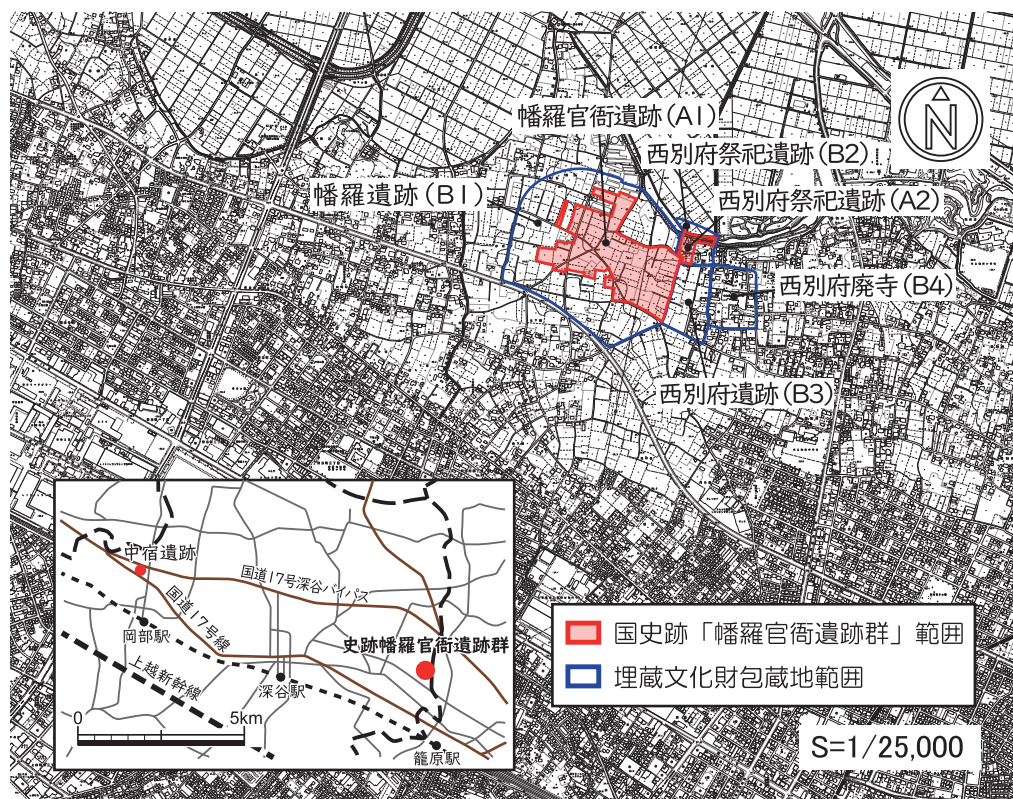 幡羅官衙遺跡(A1)
西別府祭祀遺跡(B2)
幡羅遺跡(B1)
西別府祭祀遺跡(A2)
西別府廃寺(B4)
西別府遺跡(B3)
N
中宿遺跡
国道17号深谷バイパス
国道17号線
岡部駅
史跡幡羅官衙遺跡群
上越新幹線
深谷駅
0 5km
籠原駅
国史跡「幡羅官衙遺跡群」範囲
埋蔵文化財包蔵地範囲
S=1/25,000